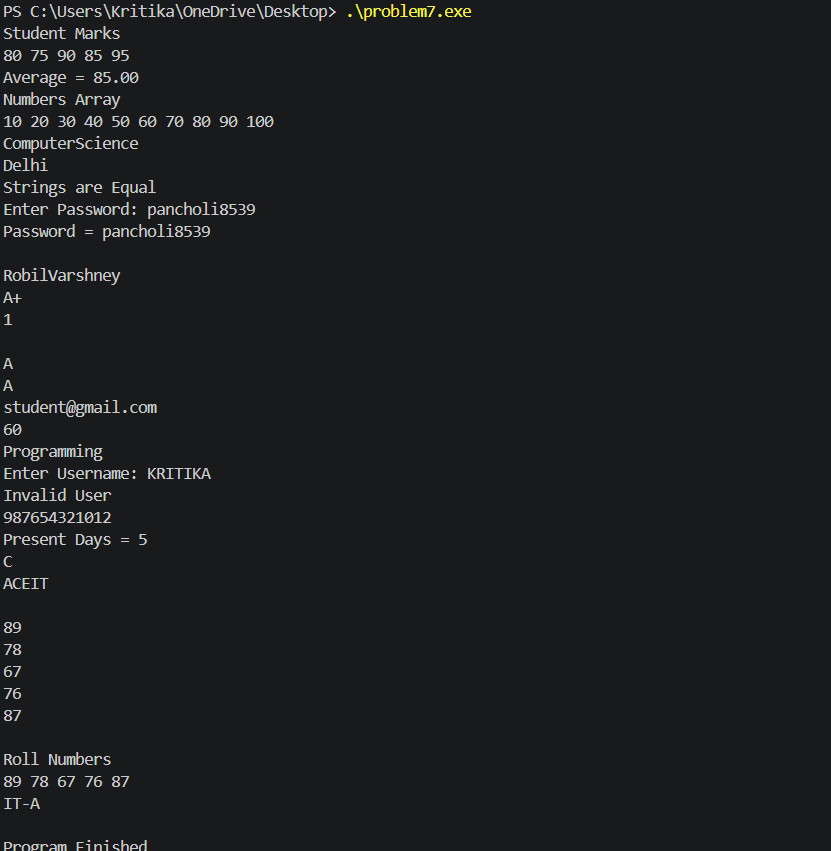 PS C:\Users\Kritika\OneDrive\Desktop> .\problem7.exe
Student Marks
80 75 90 85 95
Average = 85.00
Numbers Array
10 20 30 40 50 60 70 80 90 100
ComputerScience
Delhi
Strings are Equal
Enter Password: pancholi8539
Password = pancholi8539
RobilVarshney
A+
1
A
A
student@gmail.com
60
Programming
Enter Username: KRITIKA
Invalid User
987654321012
Present Days = 5
C
ACEIT
89
78
67
76
87
Roll Numbers
89 78 67 76 87
IT-A
Program Finished